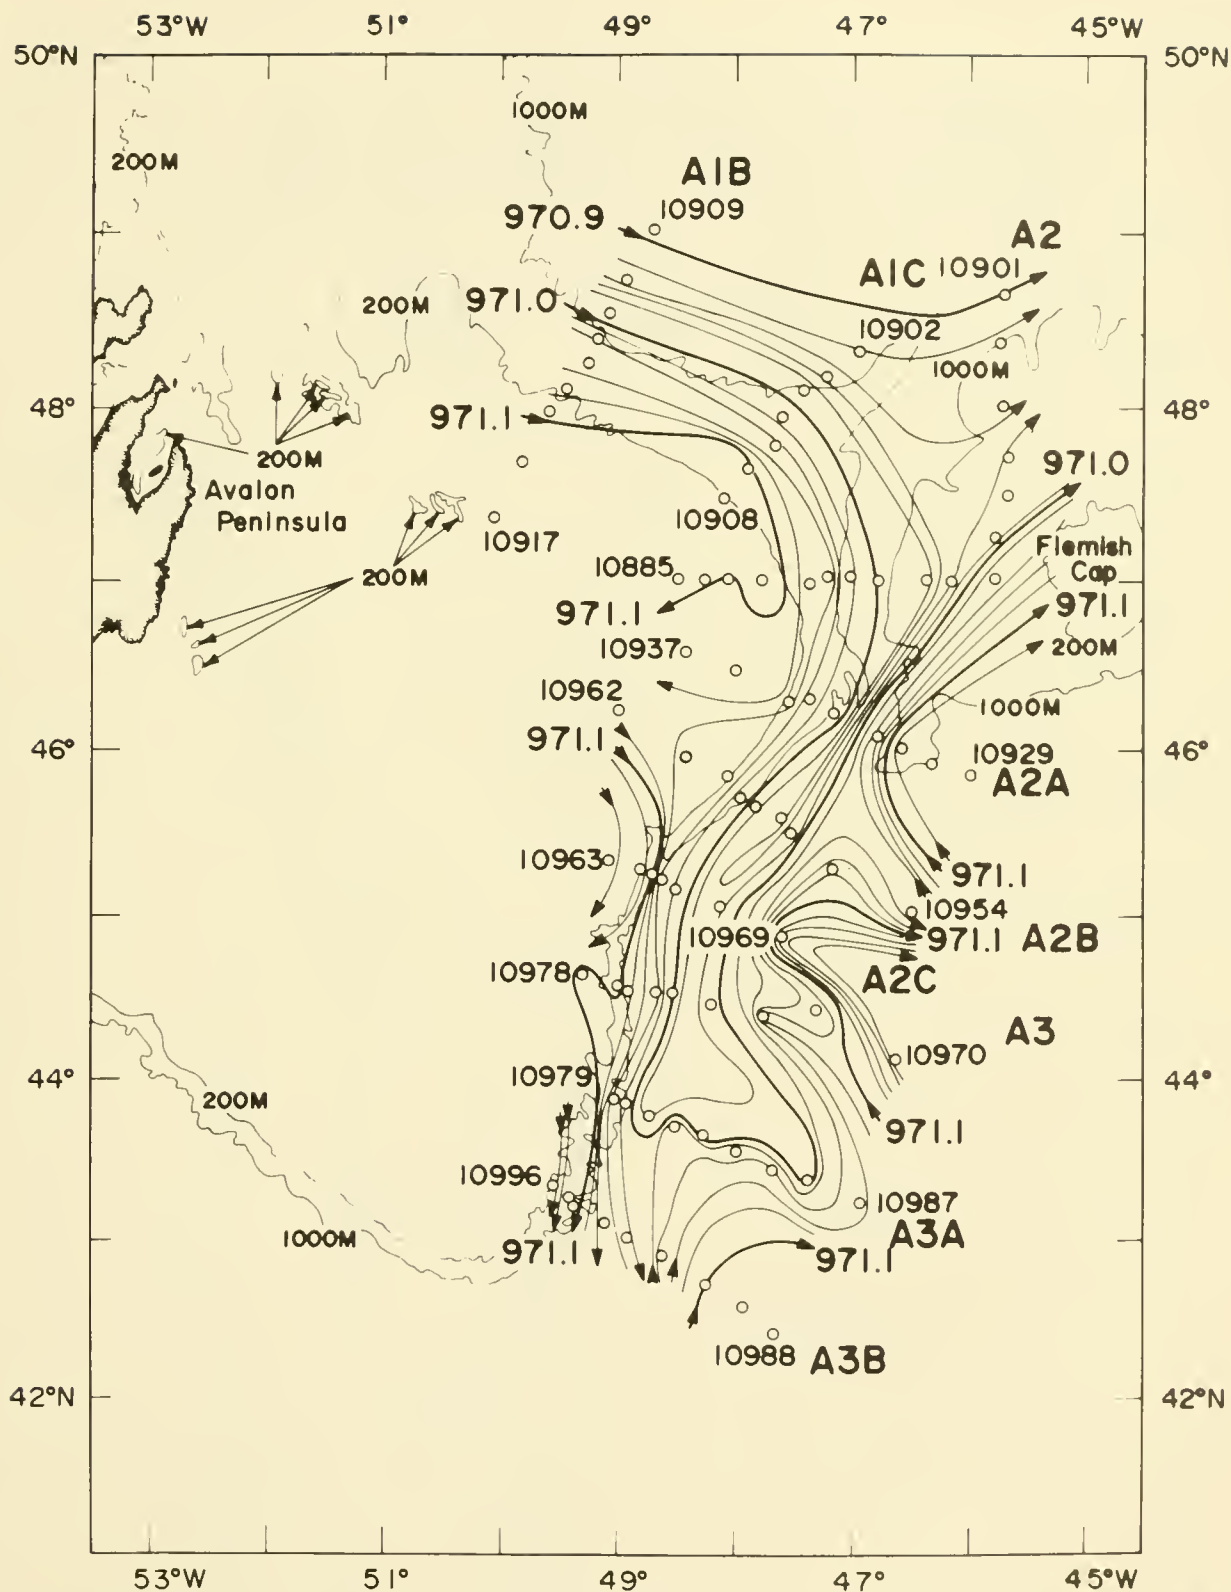 53°W 51° 49° 47° 45°W
50°N 50°N
1000M
200M
A1B
10909
970.9
A2
A1C 10901
200M
971.0
10902
1000M
48° 48°
971.1
200M
971.0
Avalon
Peninsula
10908
10917
Flemish
Cap
10885
200M
971.1
971.1
10937
200M
10962
1000M
971.1
46° 46°
10929
A2A
10963
971.1
10954
10969
971.1 A2B
10978
A2C
A3
10970
10979
44° 44°
200M
971.1
10996
10987
A3A
1000M
971.1
971.1
10988 A3B
42°N 42°N
53°W 51° 49° 47° 45°W